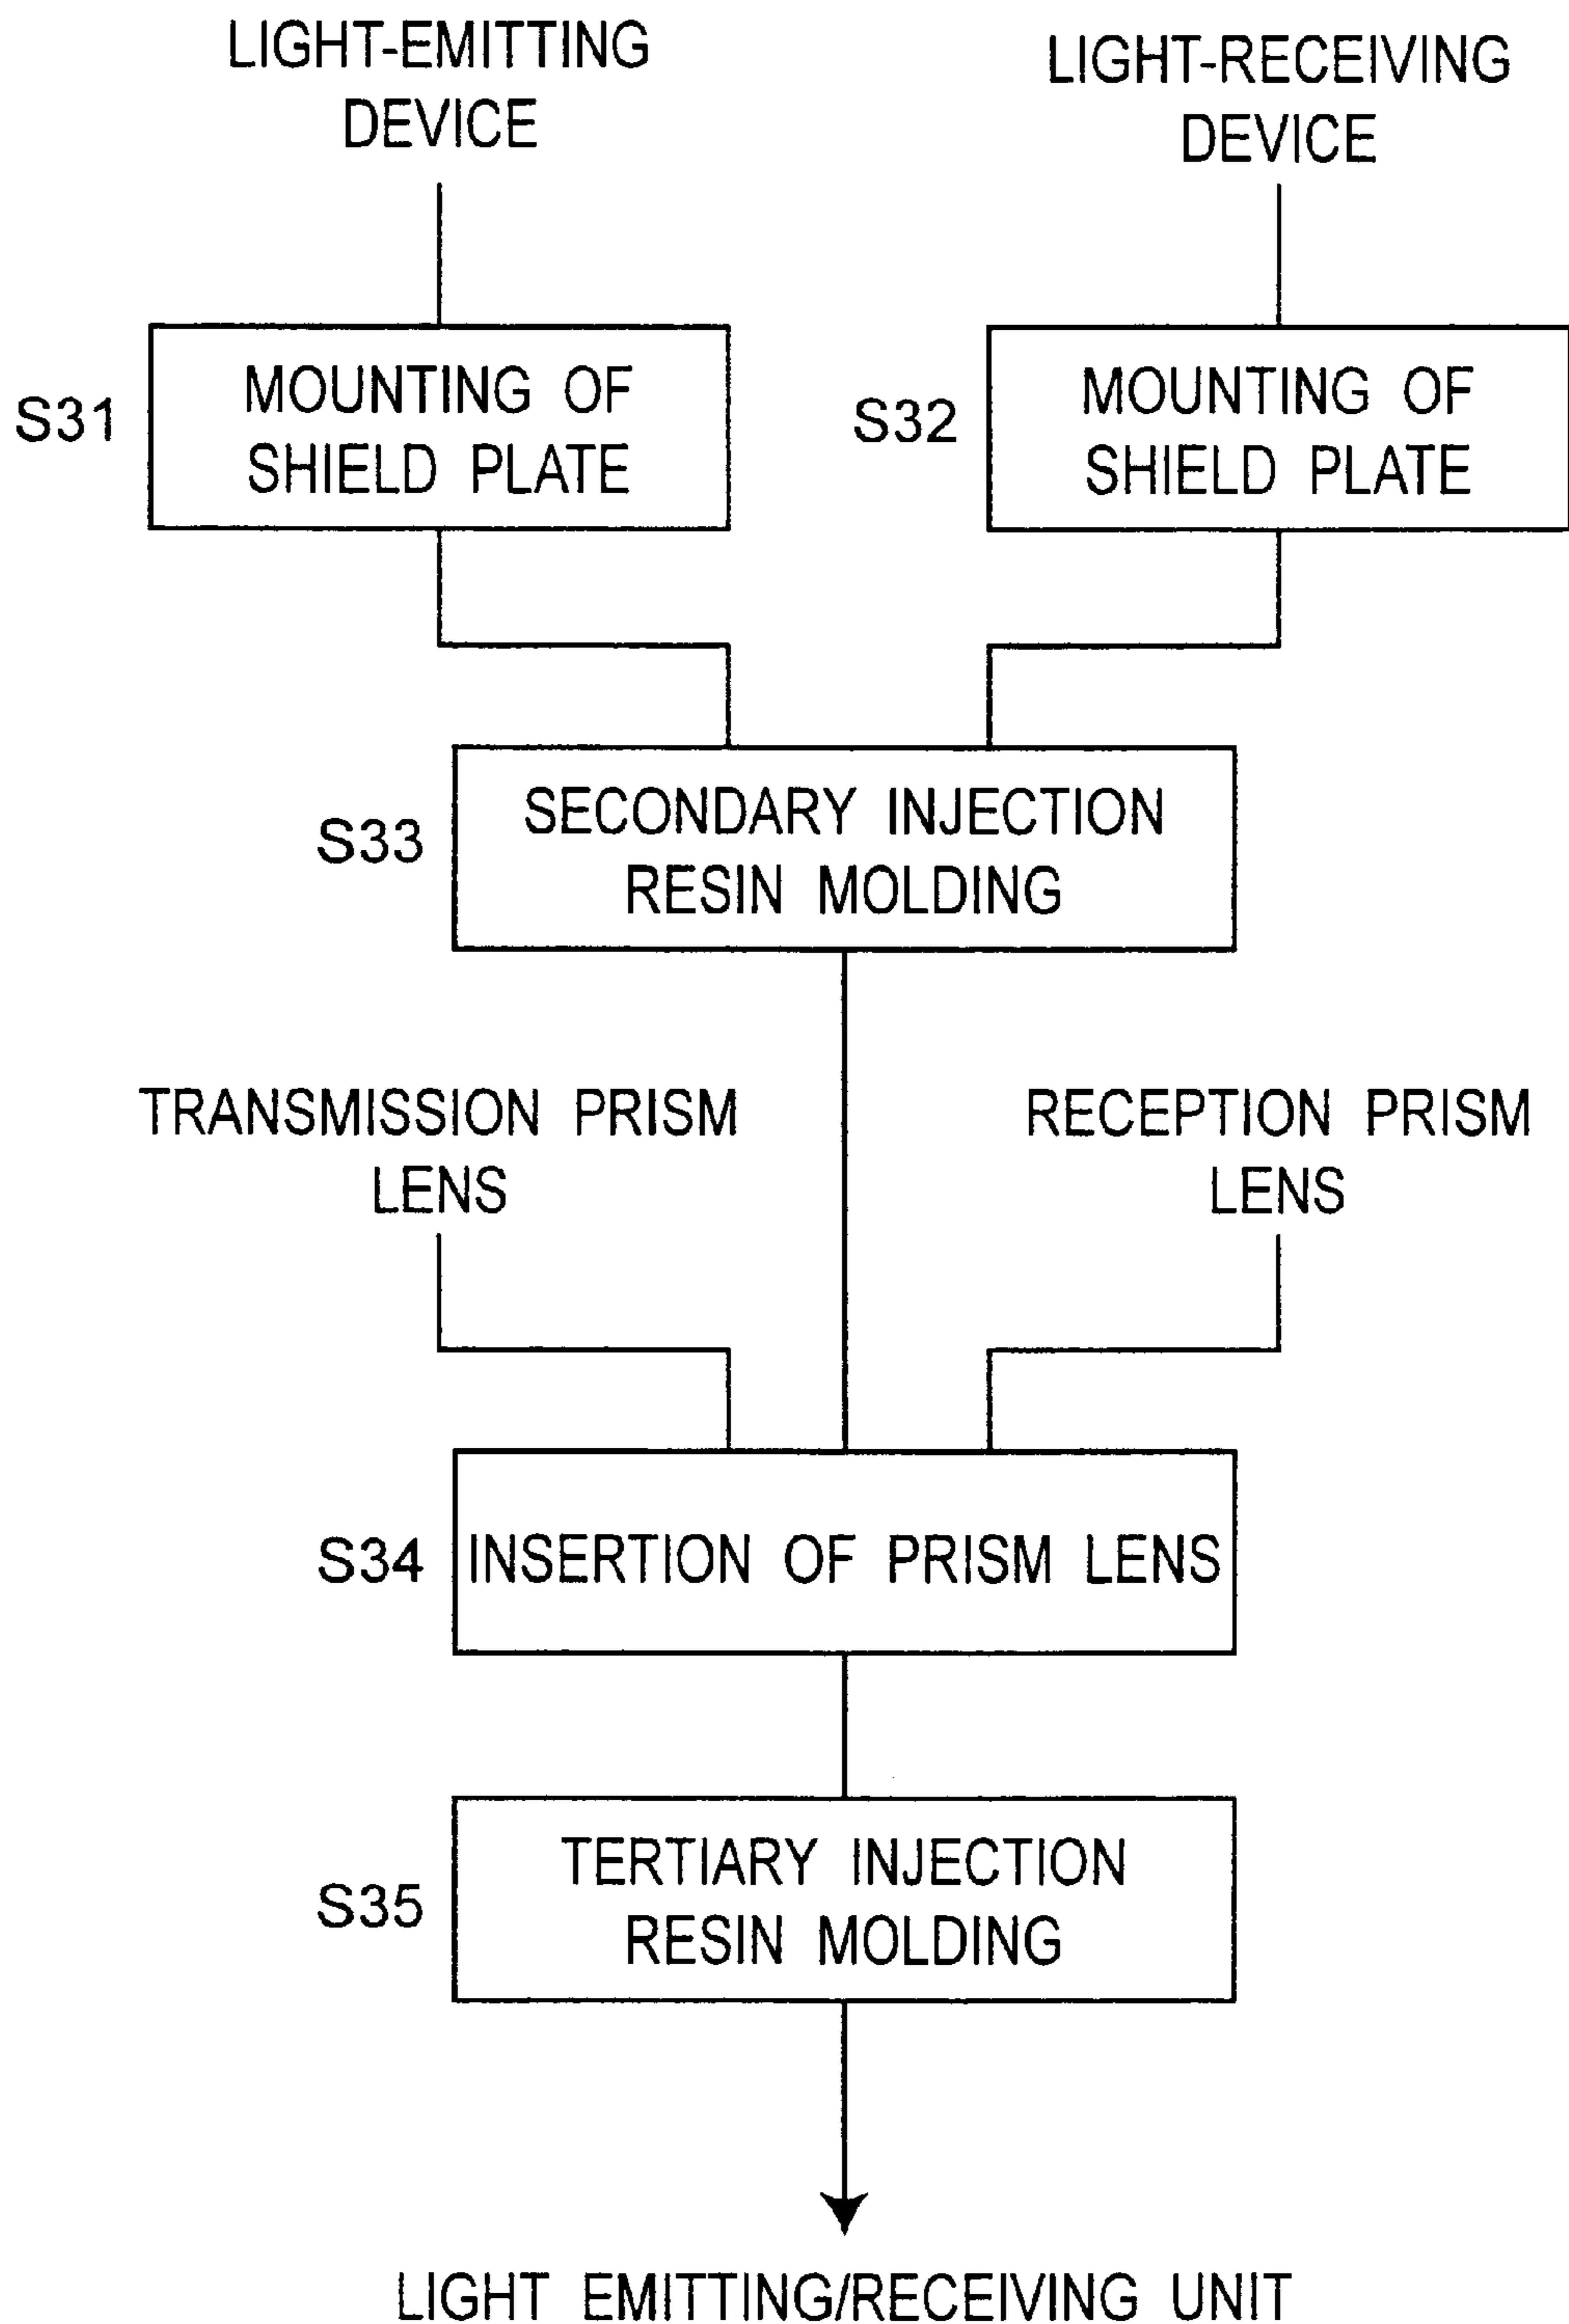 LIGHT-EMITTING
DEVICE
LIGHT-RECEIVING
DEVICE
S31
MOUNTING OF
SHIELD PLATE
S32
MOUNTING OF
SHIELD PLATE
S33
SECONDARY INJECTION
RESIN MOLDING
TRANSMISSION PRISM
LENS
RECEPTION PRISM
LENS
S34
INSERTION OF PRISM LENS
S35
TERTIARY INJECTION
RESIN MOLDING
LIGHT EMITTING/RECEIVING UNIT